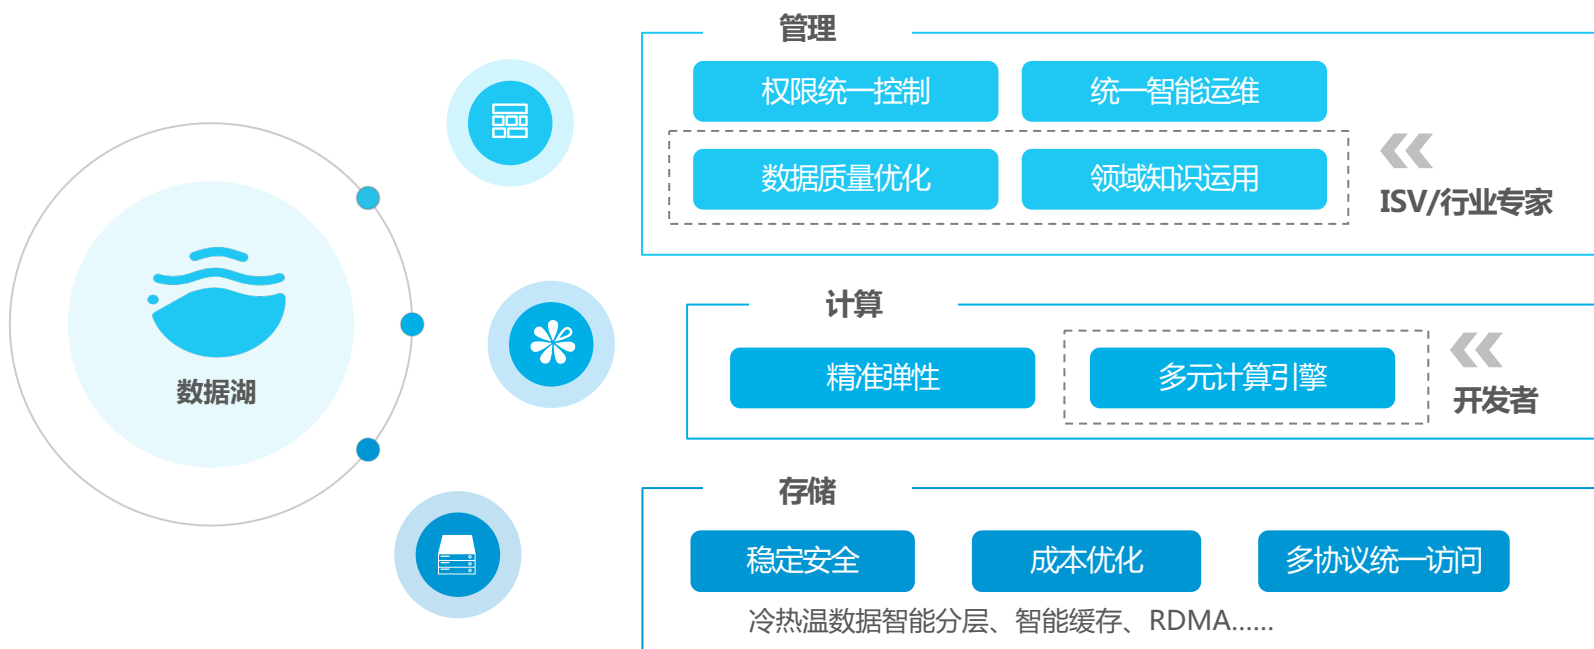 管理
权限统一控制
统一智能运维
数据质量优化
领域知识运用
ISV/行业专家
数据湖
计算
精准弹性
多元计算引擎
开发者
存储
稳定安全
成本优化
多协议统一访问
冷热温数据智能分层、智能缓存、RDMA……